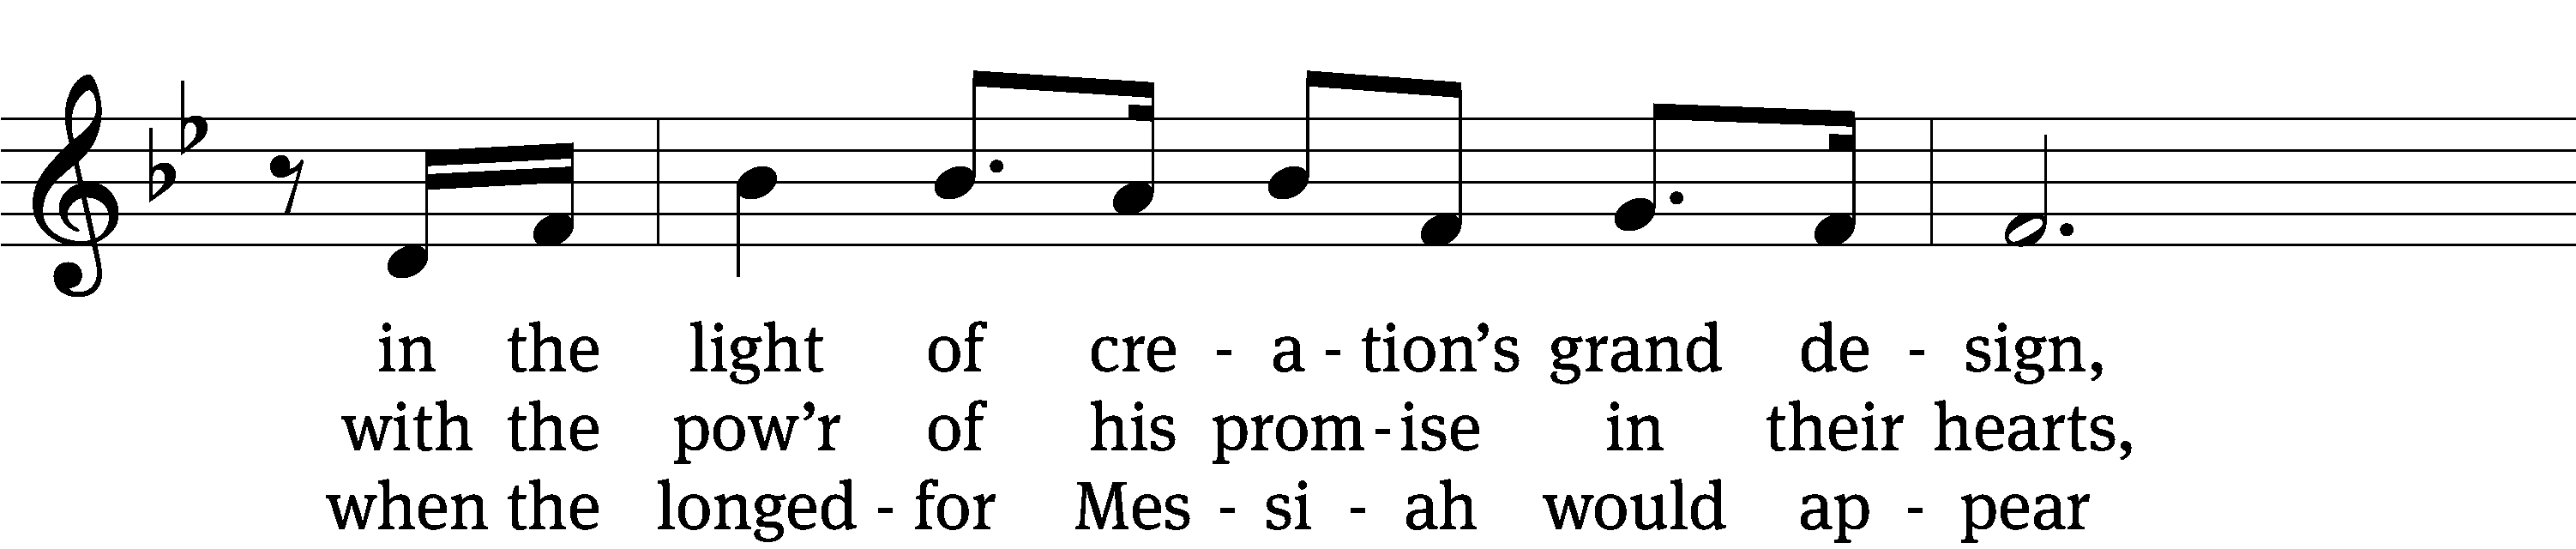 in the light of cre - a - tion’s grand de - sign,
with the pow’r of his prom - ise in their hearts,
when the longed - for Mes - si - ah would ap - pear